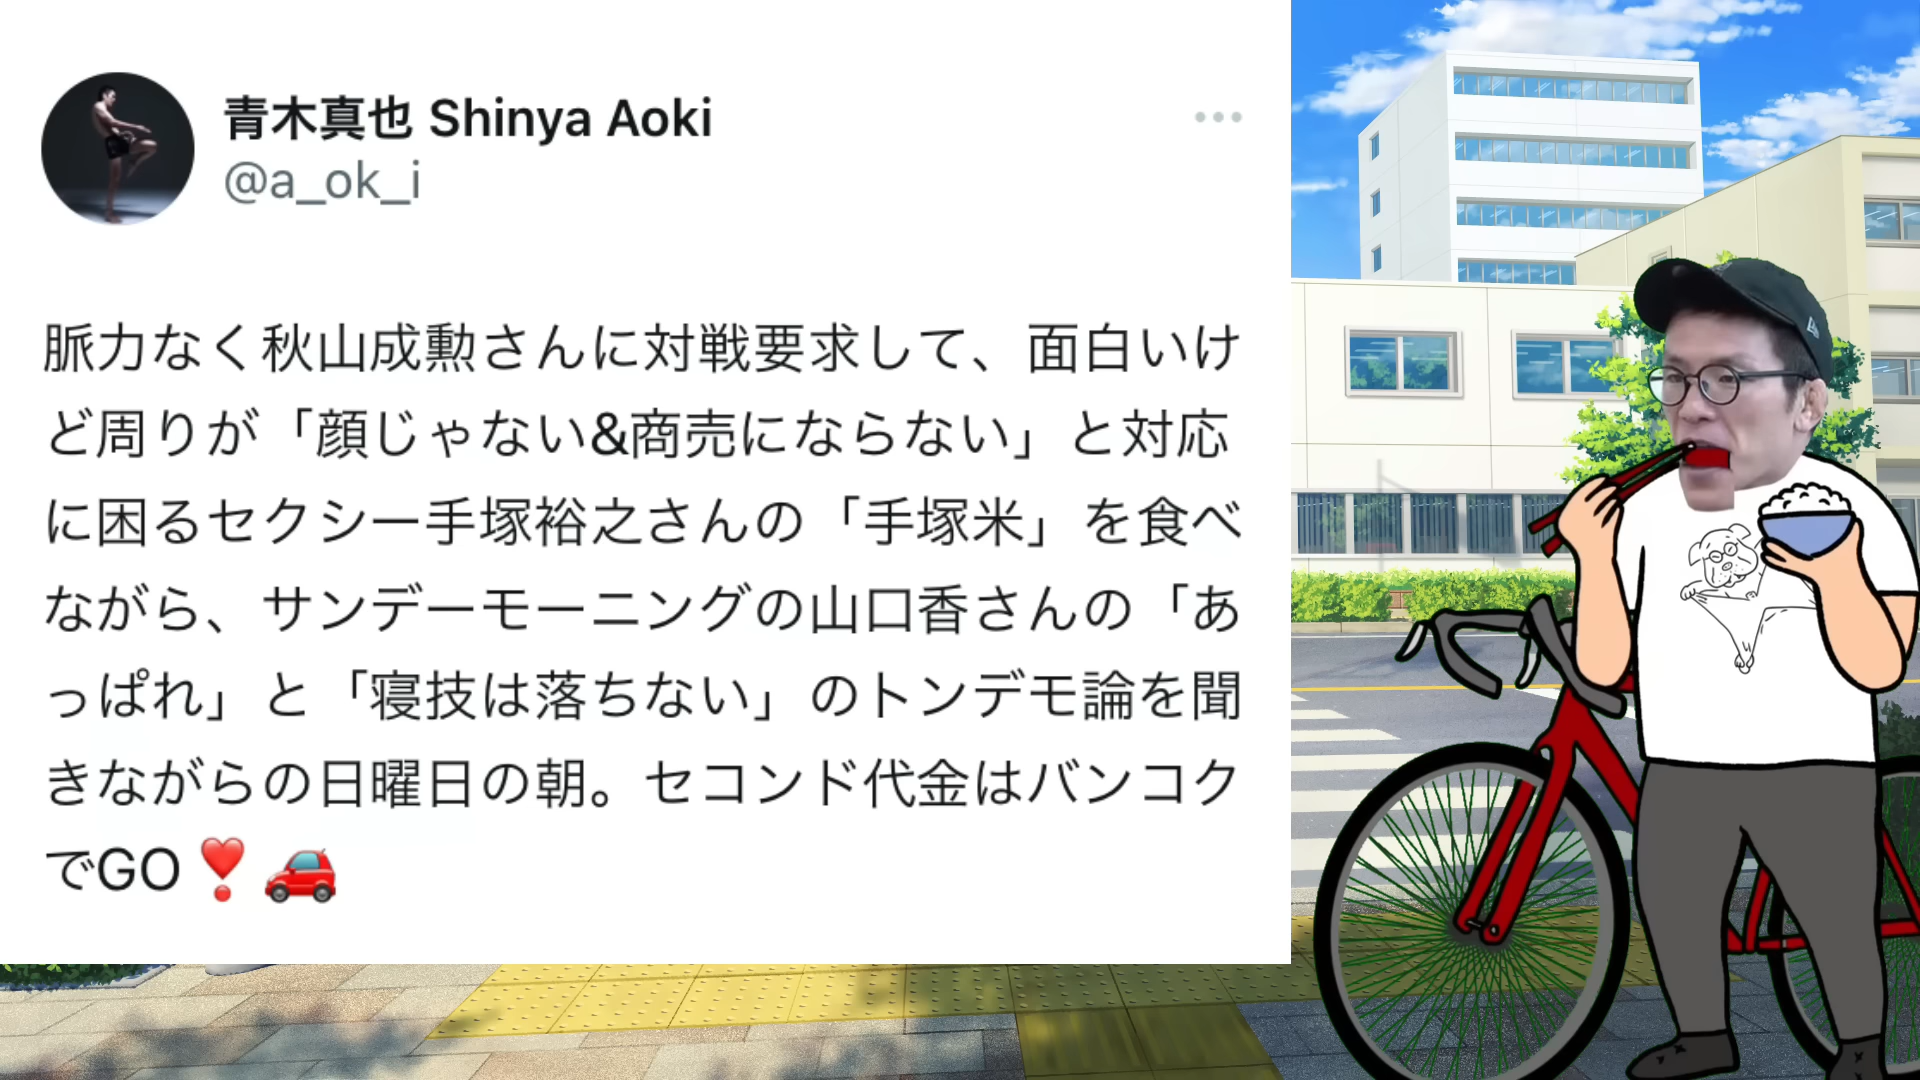 青木真也 Shinya Aoki
@a_ok_i
脈力なく秋山成勲さんに対戦要求して、面白いけ
ど周りが「顔じゃない&商売にならない」と対応
に困るセクシー手塚裕之さんの「手塚米」を食べ
ながら、サンデーモーニングの山口香さんの「あ
っぱれ」と「寝技は落ちない」のトンデモ論を聞
きながらの日曜日の朝。セコンド代金はバンコク
でGO❣️🚗